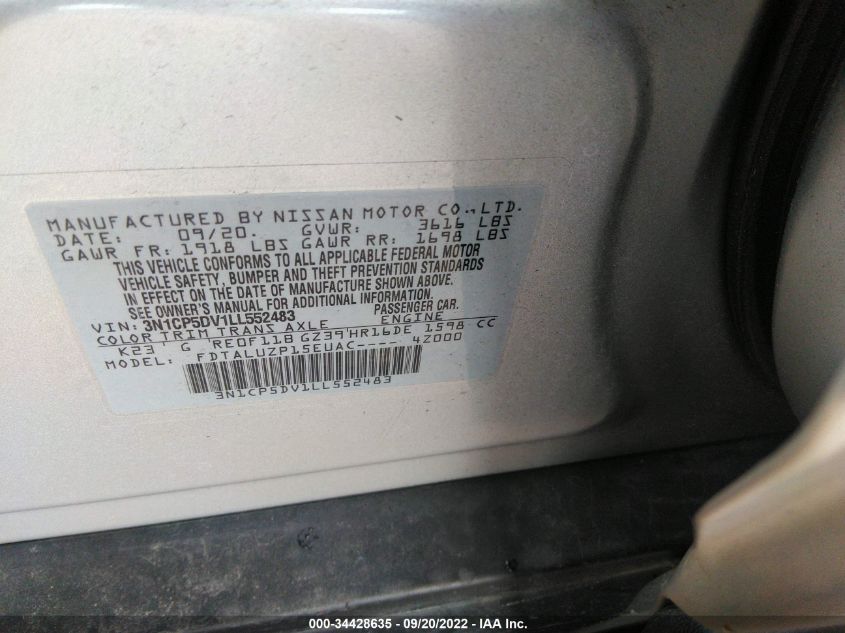 MANUFACTURED BY NISSAN MOTOR CO.,LTD.
DATE: 09/20. GVWR: 3616 LBS
GAWR FR: 1918 LBS GAWR RR: 1698 LBS
THIS VEHICLE CONFORMS TO ALL APPLICABLE FEDERAL MOTOR
VEHICLE SAFETY, BUMPER AND THEFT PREVENTION STANDARDS
IN EFFECT ON THE DATE OF MANUFACTURE SHOWN ABOVE.
SEE OWNER'S MANUAL FOR ADDITIONAL INFORMATION.
VIN: 3N1CP5DV1LL552483 PASSENGER CAR.
COLOR TRIM TRANS AXLE ENGINE
K23 G RE0F11B GZ39 HR16DE 1598 CC
MODEL: FDTALUZP15EUAC---- 4Z000
3N1CP5DV1LL552483
000-34428635 - 09/20/2022 - IAA Inc.